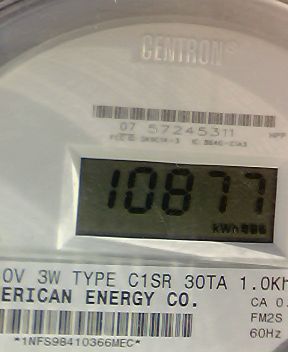 CENTRON®
07 57245311
10877
0V 3W TYPE C1SR 30TA 1.0Kh
ERICAN ENERGY CO.
CA 0.
FM2S
60Hz
*1NFS98410366MEC*